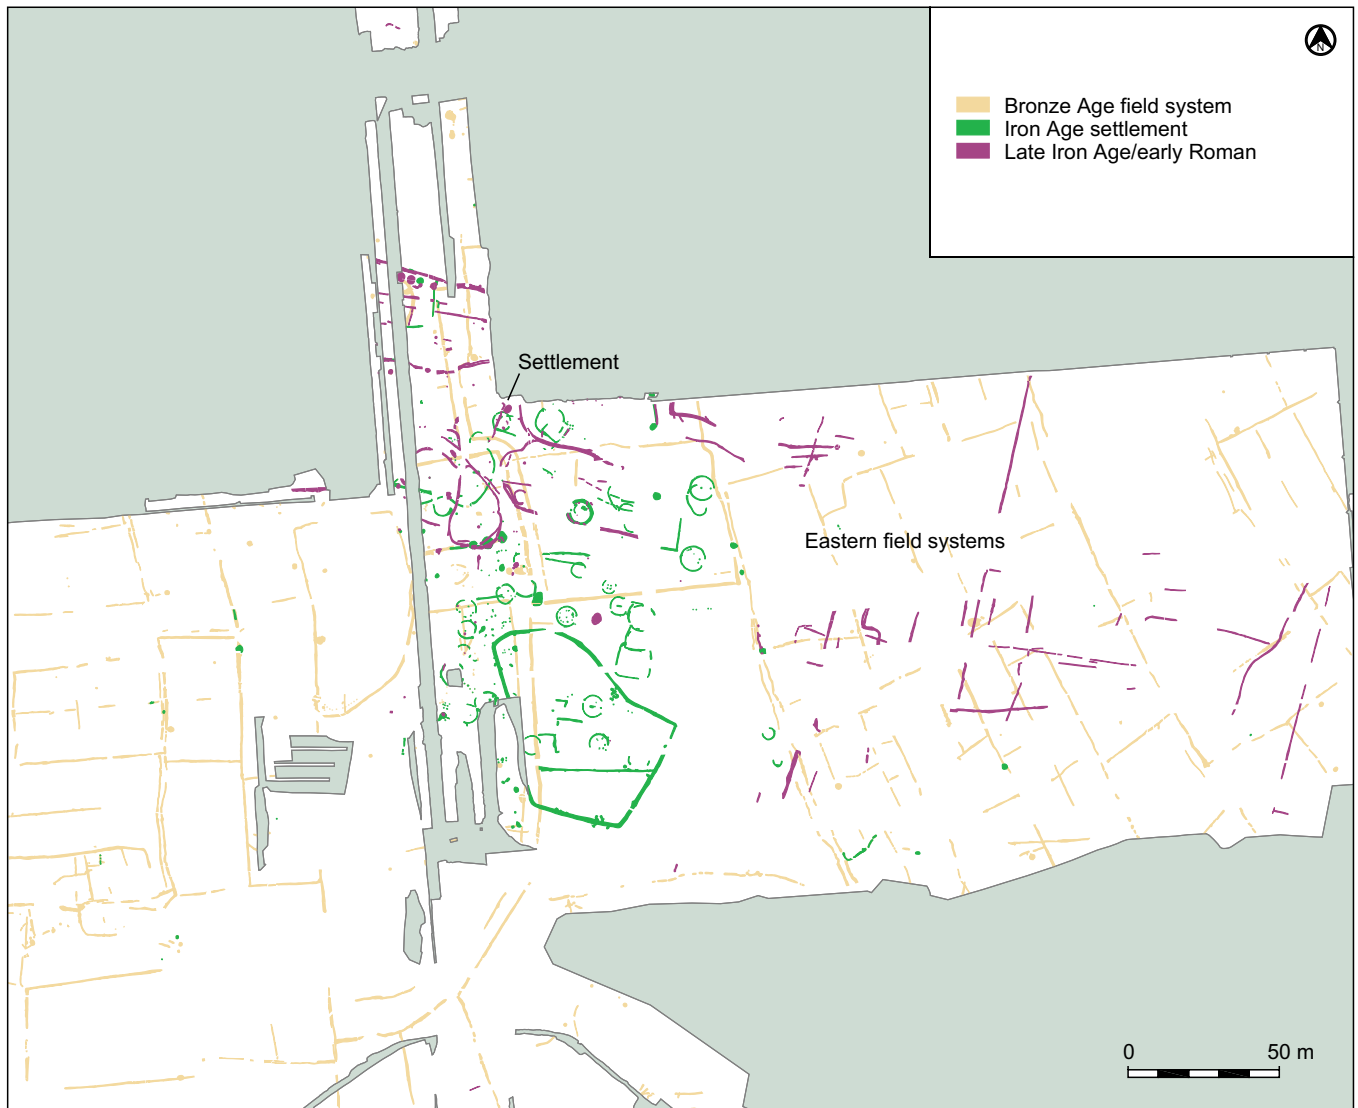 N
Bronze Age field system
Iron Age settlement
Late Iron Age/early Roman
Settlement
Eastern field systems
0 50 m